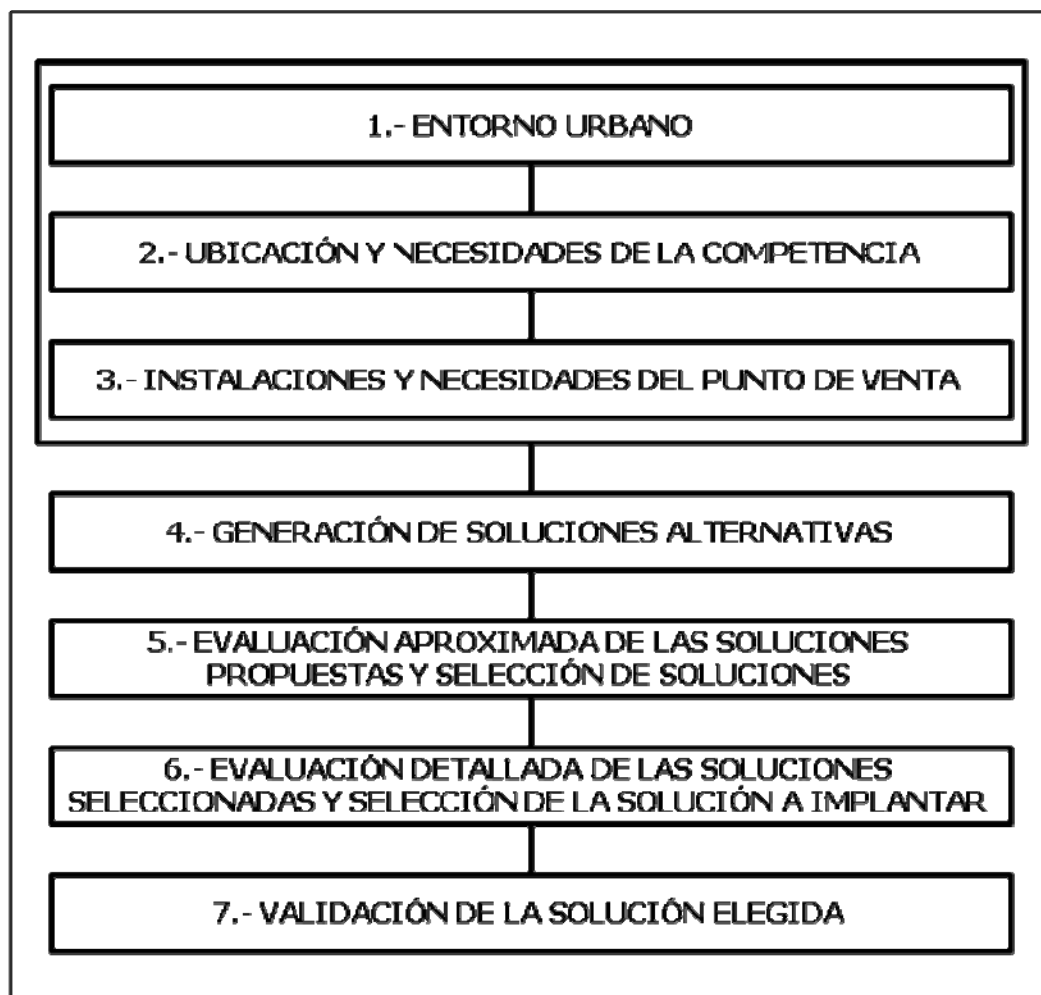 1.- ENTORNO URBANO
2.- UBICACIÓN Y NECESIDADES DE LA COMPETENCIA
3.- INSTALACIONES Y NECESIDADES DEL PUNTO DE VENTA
4.- GENERACIÓN DE SOLUCIONES ALTERNATIVAS
5.- EVALUACIÓN APROXIMADA DE LAS SOLUCIONES
PROPUESTAS Y SELECCIÓN DE SOLUCIONES
6.- EVALUACIÓN DETALLADA DE LAS SOLUCIONES
SELECCIONADAS Y SELECCIÓN DE LA SOLUCIÓN A IMPLANTAR
7.- VALIDACIÓN DE LA SOLUCIÓN ELEGIDA